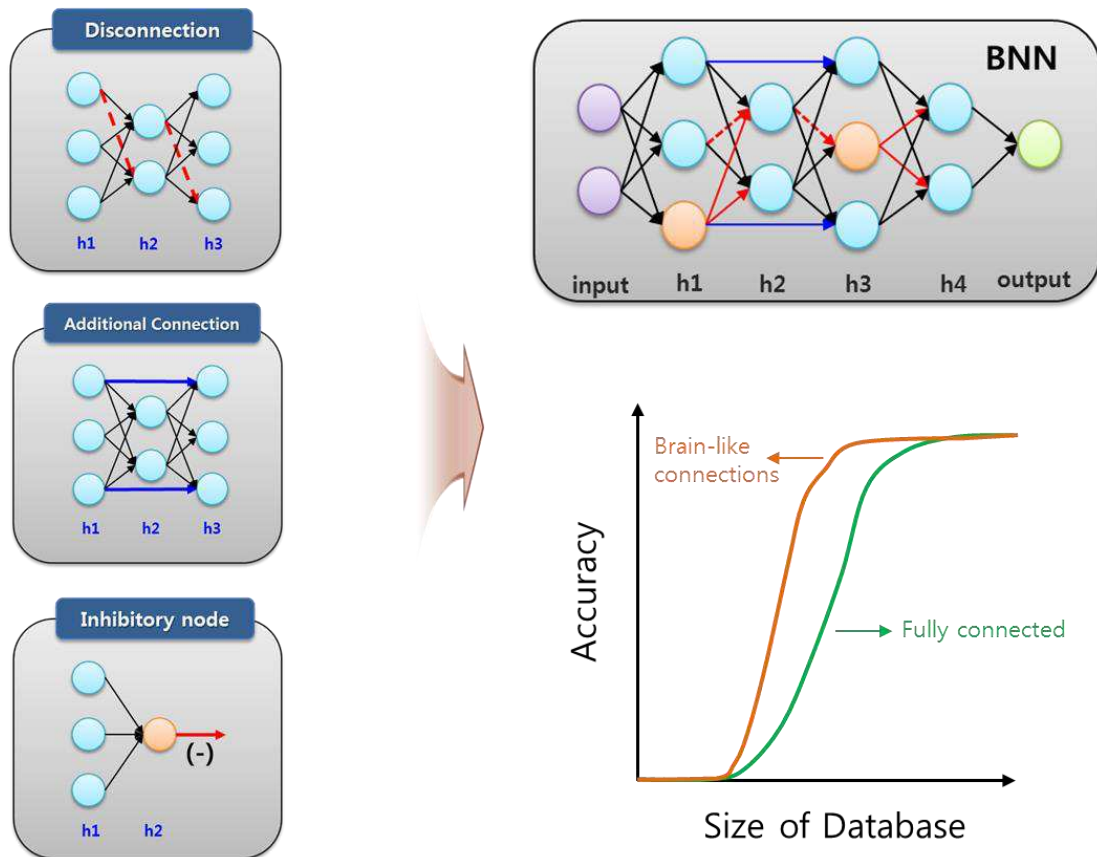 Disconnection
h1 h2 h3
Additional Connection
h1 h2 h3
Inhibitory node
(-)
h1 h2
BNN
input h1 h2 h3 h4 output
Brain-like
connections
Fully connected
Accuracy
Size of Database